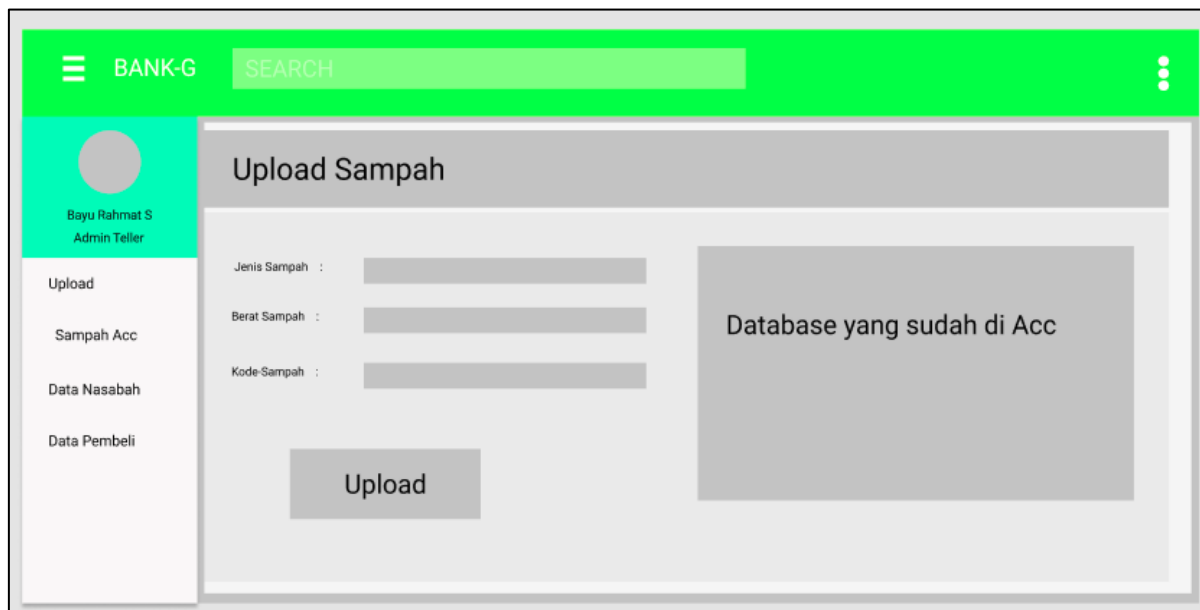 BANK-G
SEARCH
Bayu Rahmat S
Admin Teller
Upload
Sampah Acc
Data Nasabah
Data Pembeli
Upload Sampah
Jenis Sampah :
Berat Sampah :
Kode-Sampah :
Upload
Database yang sudah di Acc